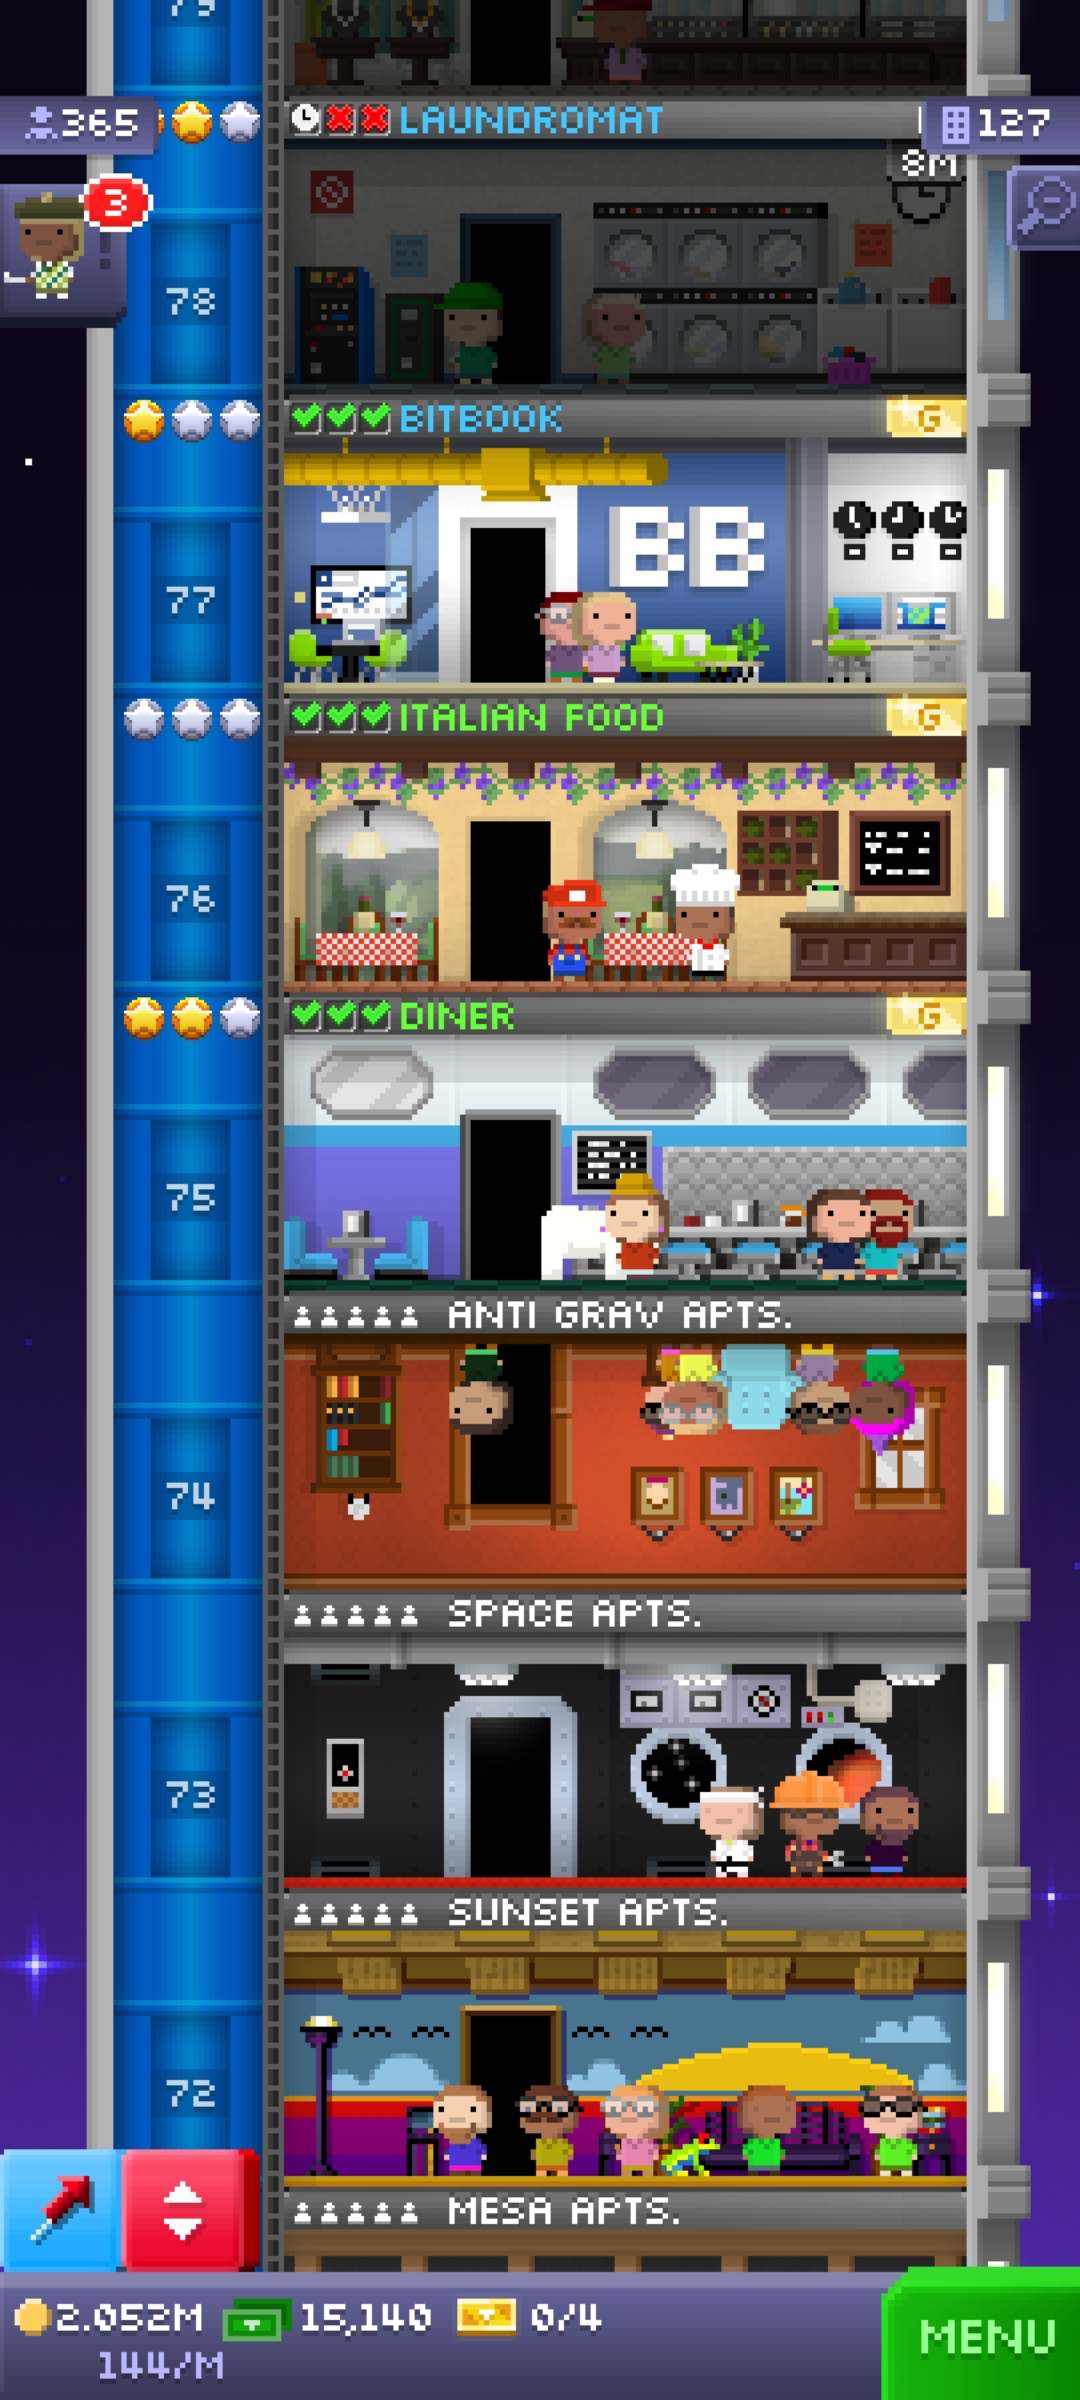 79
365
LAUNDROMAT
127
8M
3
78
BITBOOK
G
BB
77
ITALIAN FOOD
G
76
DINER
G
75
ANTI GRAV APTS.
74
SPACE APTS.
73
SUNSET APTS.
72
MESA APTS.
2.052M 15,140 0/4
144/M
MENU